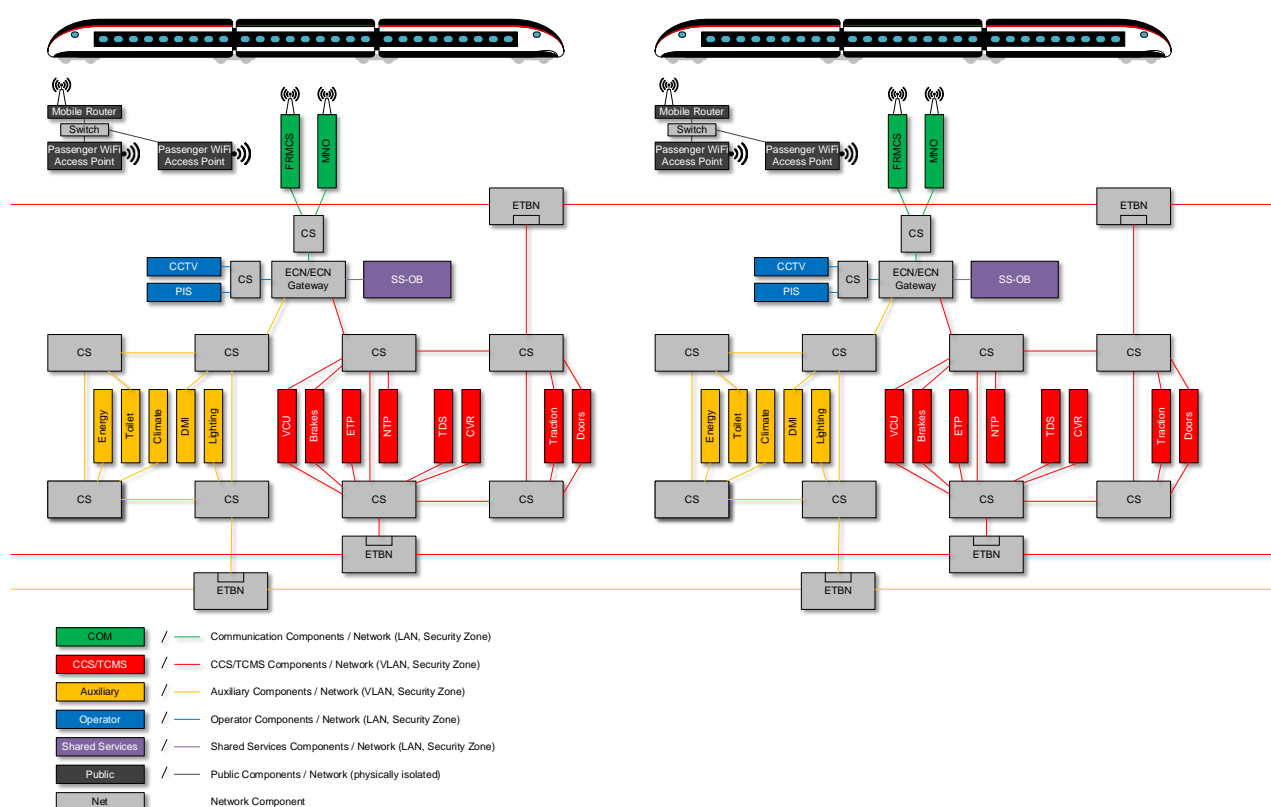 Mobile Router
Switch
Passenger WiFi
Access Point
Passenger WiFi
Access Point
FRMCS
MNO
ETBN
CS
CCTV
PIS
CS
ECN/ECN
Gateway
SS-OB
CS
CS
CS
CS
Energy
Toilet
Climate
DMI
Lighting
VCU
Brakes
ETP
NTP
TDS
CVR
Traction
Doors
CS
CS
CS
CS
ETBN
ETBN
Mobile Router
Switch
Passenger WiFi
Access Point
Passenger WiFi
Access Point
FRMCS
MNO
ETBN
CS
CCTV
PIS
CS
ECN/ECN
Gateway
SS-OB
CS
CS
CS
CS
Energy
Toilet
Climate
DMI
Lighting
VCU
Brakes
ETP
NTP
TDS
CVR
Traction
Doors
CS
CS
CS
CS
ETBN
ETBN
COM / Communication Components / Network (LAN, Security Zone)
CCS/TCMS / CCS/TCMS Components / Network (VLAN, Security Zone)
Auxiliary / Auxiliary Components / Network (VLAN, Security Zone)
Operator / Operator Components / Network (LAN, Security Zone)
Shared Services / Shared Services Components / Network (LAN, Security Zone)
Public / Public Components / Network (physically isolated)
Net Network Component